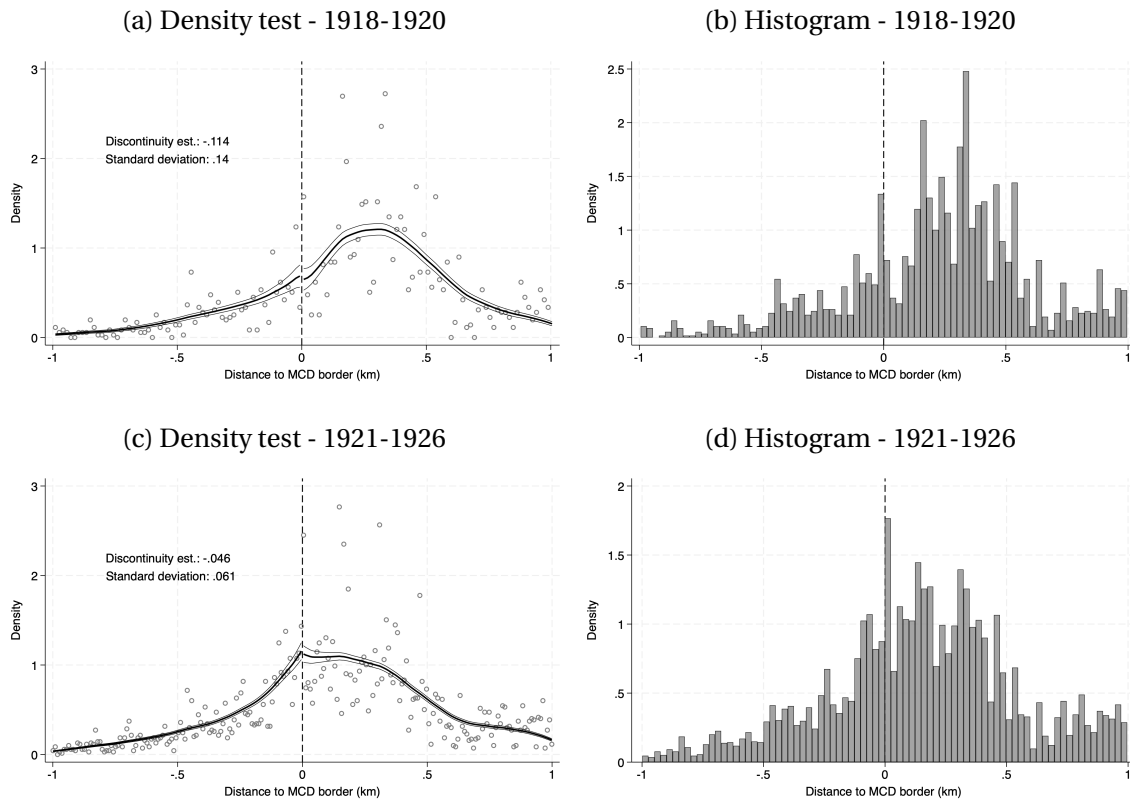 (a) Density test - 1918-1920
3
2
1
0
Density
Discontinuity est.: -.114
Standard deviation: .14
-1
-.5
0
.5
1
Distance to MCD border (km)
(b) Histogram - 1918-1920
2.5
2
1.5
1
.5
0
Density
-1
-.5
0
.5
1
Distance to MCD border (km)
(c) Density test - 1921-1926
3
2
1
0
Density
Discontinuity est.: -.046
Standard deviation: .061
-1
-.5
0
.5
1
Distance to MCD border (km)
(d) Histogram - 1921-1926
2
1.5
1
.5
0
Density
-1
-.5
0
.5
1
Distance to MCD border (km)